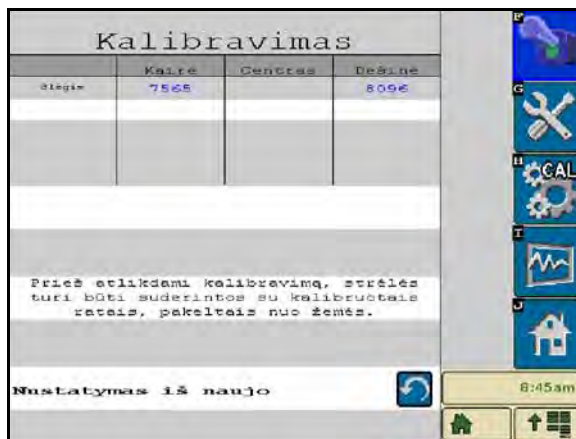 Kalibravimas
Kairė Centras Dešinė
Slėgis 7565 8096
Prieš atlikdami kalibravimą, strėlės
turi būti suderintos su kalibruotais
ratais, pakeltais nuo žemės.
Nustatymas iš naujo
F
G
H
CAL
I
J
8:45am